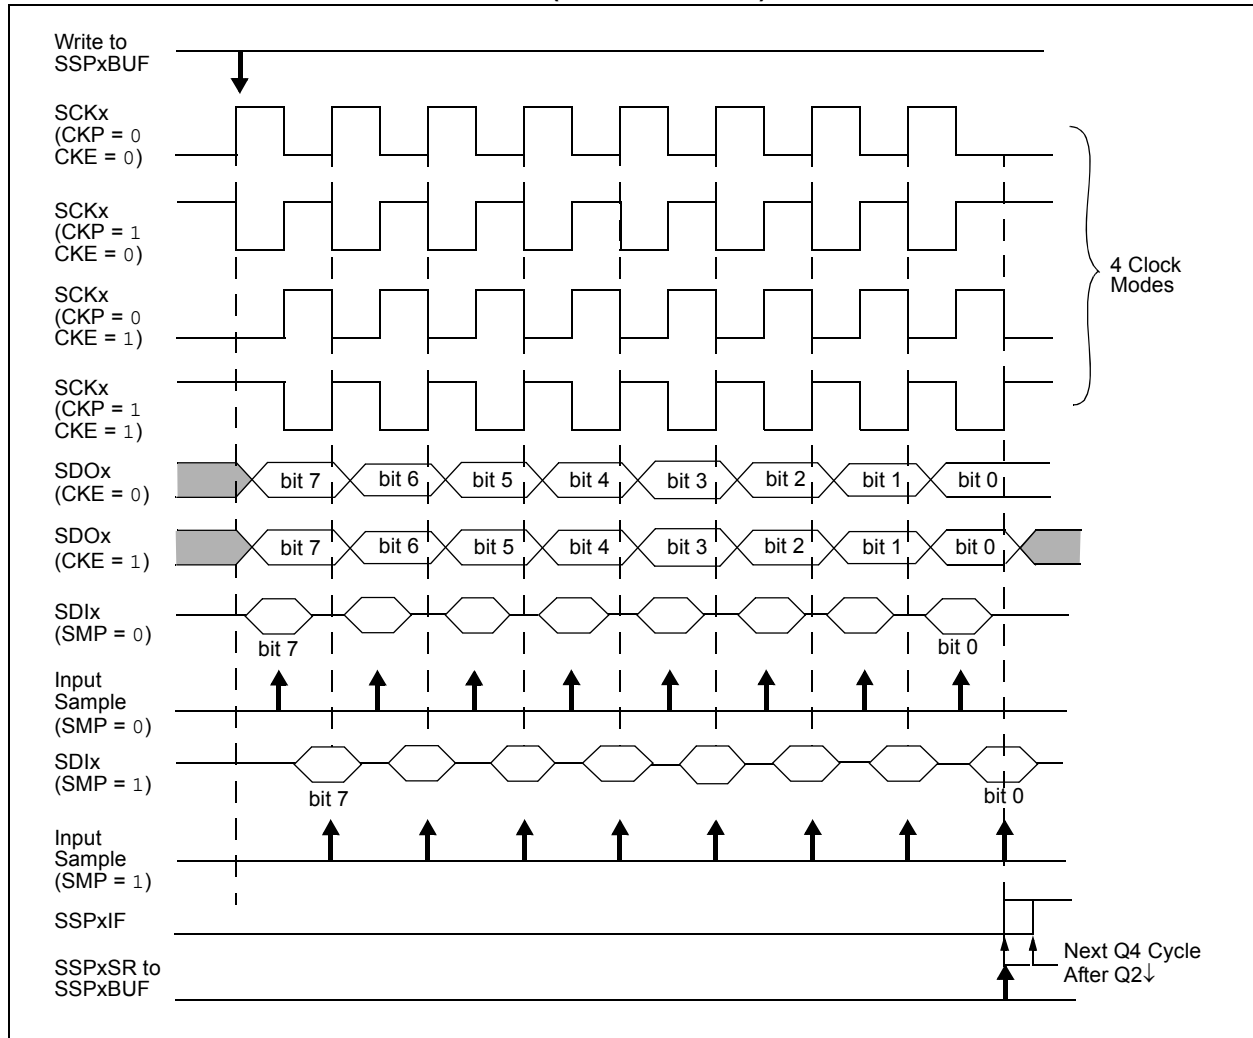 Write to
SSPxBUF
SCKx
(CKP = 0
CKE = 0)
SCKx
(CKP = 1
CKE = 0)
SCKx
(CKP = 0
CKE = 1)
SCKx
(CKP = 1
CKE = 1)
4 Clock
Modes
SDOx
(CKE = 0)
bit 7 bit 6 bit 5 bit 4 bit 3 bit 2 bit 1 bit 0
SDOx
(CKE = 1)
bit 7 bit 6 bit 5 bit 4 bit 3 bit 2 bit 1 bit 0
SDIx
(SMP = 0)
bit 7 bit 0
Input
Sample
(SMP = 0)
SDIx
(SMP = 1)
bit 7 bit 0
Input
Sample
(SMP = 1)
SSPxIF
SSPxSR to
SSPxBUF
Next Q4 Cycle
After Q2↓